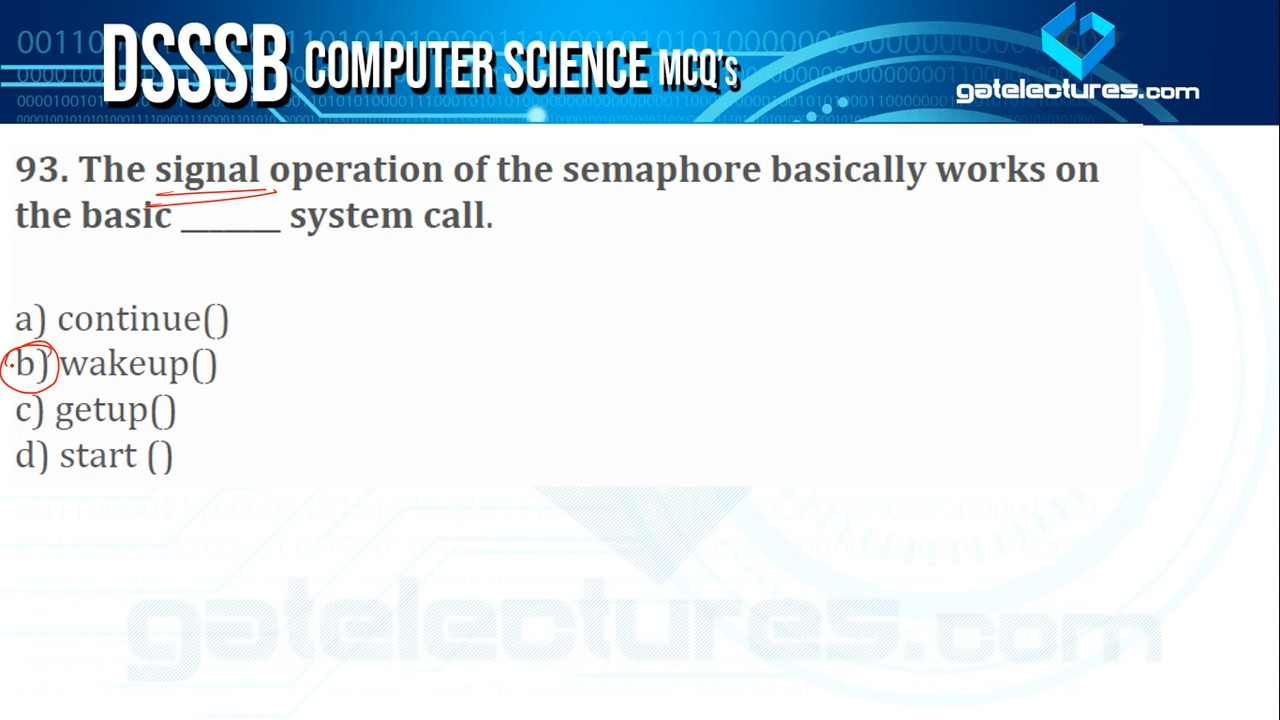 DSSSB COMPUTER SCIENCE MCQ's
gatelectures.com
93. The signal operation of the semaphore basically works on
the basic _______ system call.
a) continue()
b) wakeup()
c) getup()
d) start ()
gatelectures.com